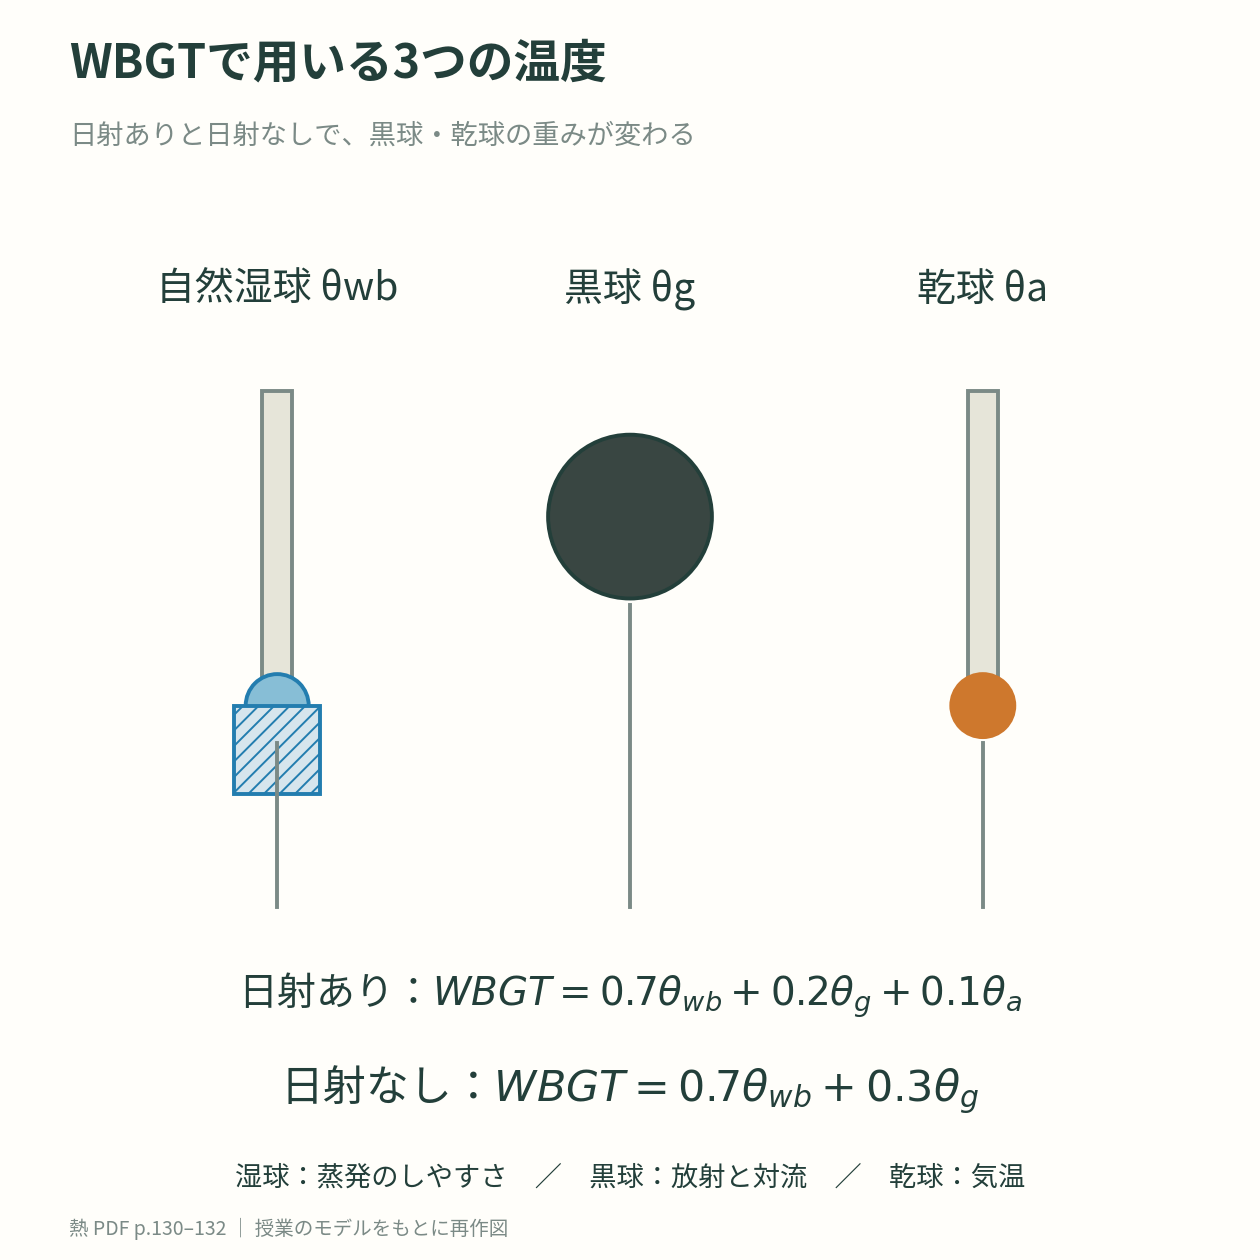 WBGTで用いる3つの温度
日射ありと日射なしで、黒球・乾球の重みが変わる
自然湿球 θwb
黒球 θg
乾球 θa
日射あり：WBGT = 0.7θwb + 0.2θg + 0.1θa
日射なし：WBGT = 0.7θwb + 0.3θg
湿球：蒸発のしやすさ ／ 黒球：放射と対流 ／ 乾球：気温
熱 PDF p.130–132｜授業のモデルをもとに再作図